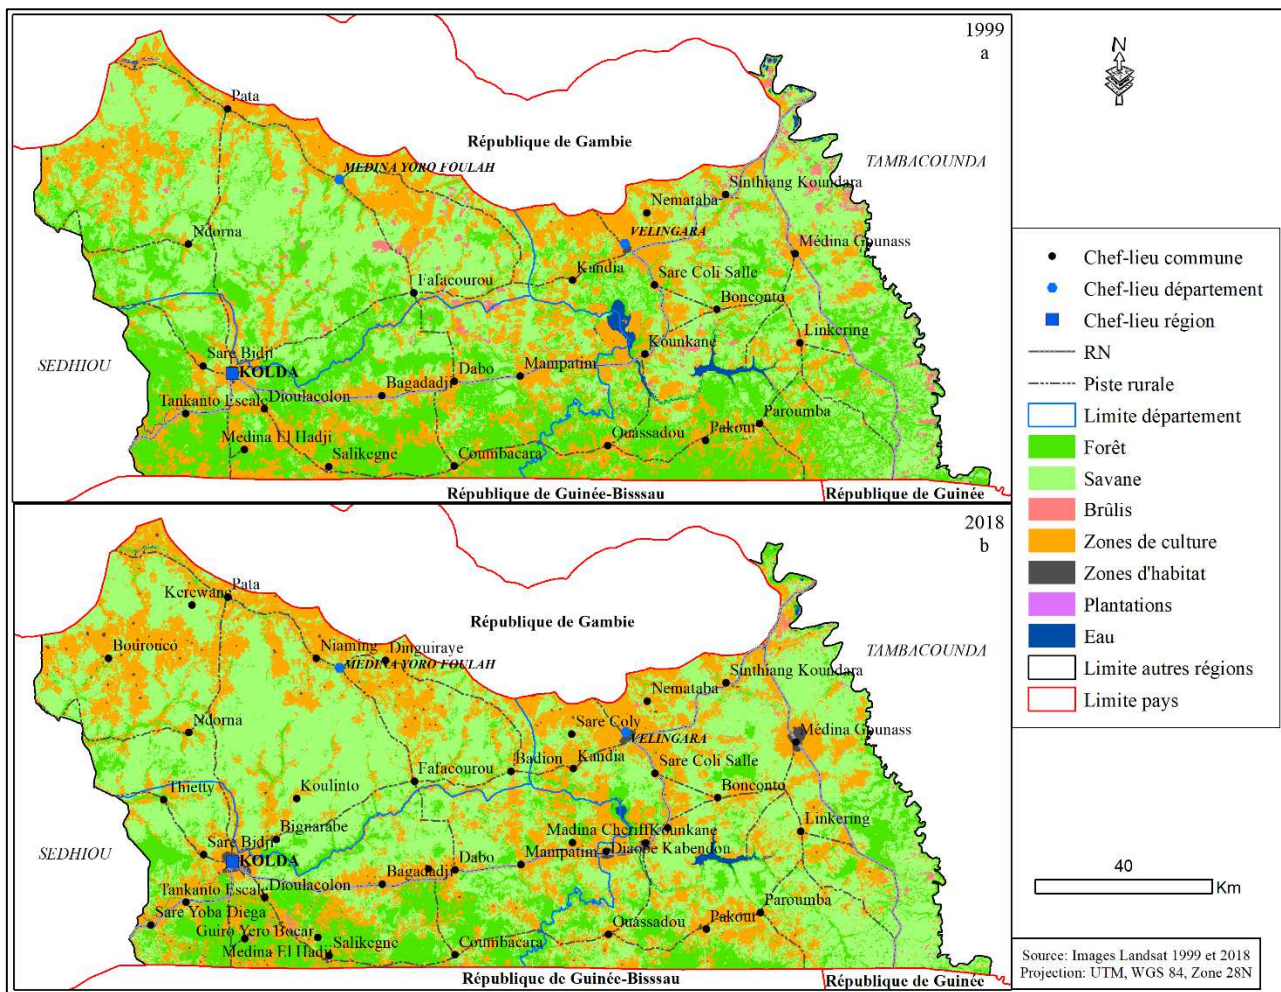 1999
a
Pata
République de Gambie
TAMBACOUNDA
MEDINA YORO FOULAH
Sinthiang Koundara
Nemataba
Ndorna
VELINGARA
Médina Gounass
Kandia
Sare Coli Salle
Fafacourou
Bonconto
Linkering
SEDHIOU
Sare Bidji
Kounkane
KOLDA
Dabo
Mampatim
Bagadadji
Tankanto Escale
Dioulacolon
Paroumba
Medina El Hadji
Ouassadou
Pakour
Salikegne
Coumbacara
République de Guinée-Bisssau
République de Guinée
2018
b
Kerewane
Pata
République de Gambie
TAMBACOUNDA
Bourouco
Niaming
Dinguiraye
MEDINA YORO FOULAH
Sinthiang Koundara
Nemataba
Ndorna
Sare Coly
VELINGARA
Médina Gounass
Badion
Kandia
Sare Coli Salle
Fafacourou
Thietty
Koulinto
Bonconto
Bignarabe
Madina Cheriff
Kounkane
Linkering
SEDHIOU
Sare Bidji
Diaobe Kabendou
KOLDA
Dabo
Mampatim
Bagadadji
Tankanto Escale
Dioulacolon
Paroumba
Sare Yoba Diega
Guiro Yero Bocar
Ouassadou
Pakour
Medina El Hadji
Salikegne
Coumbacara
République de Guinée-Bisssau
République de Guinée
N
Chef-lieu commune
Chef-lieu département
Chef-lieu région
RN
Piste rurale
Limite département
Forêt
Savane
Brûlis
Zones de culture
Zones d'habitat
Plantations
Eau
Limite autres régions
Limite pays
40
Km
Source: Images Landsat 1999 et 2018
Projection: UTM, WGS 84, Zone 28N